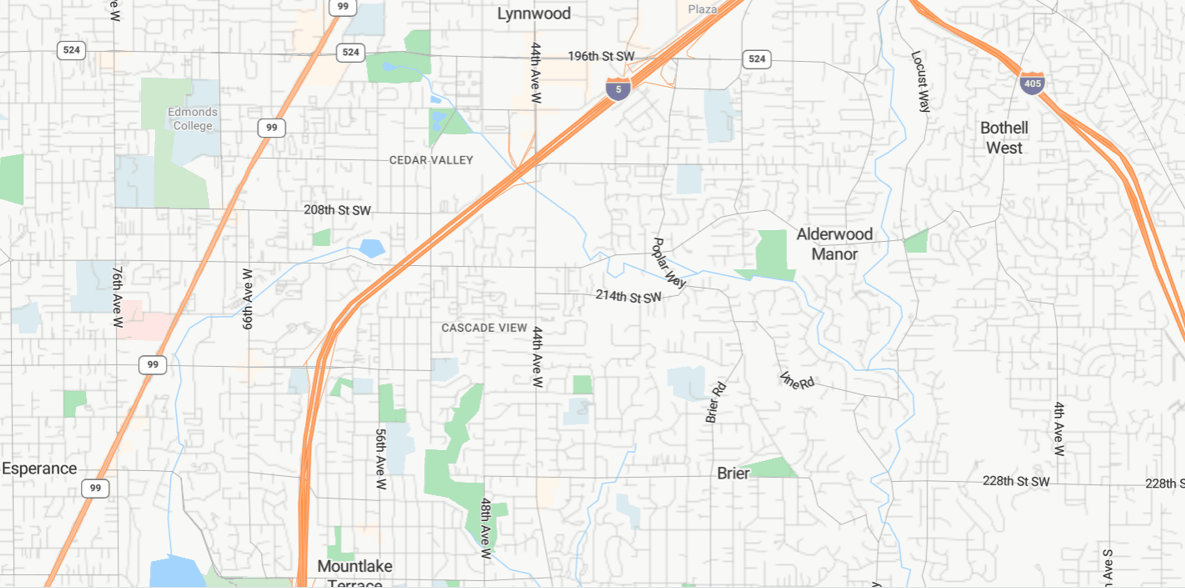 ve W
99
Lynnwood
Plaza
524
524
44th Ave W
196th St SW
5
524
Locust Way
405
Edmonds
College
99
Bothell
West
CEDAR VALLEY
208th St SW
Alderwood
Manor
Poplar Way
76th Ave W
66th Ave W
214th St SW
CASCADE VIEW
44th Ave W
99
Brier Rd
Rd
4th Ave W
Esperance
56th Ave W
Brier
99
228th St SW
228th S
48th Ave W
Mountlake
Terrace
S